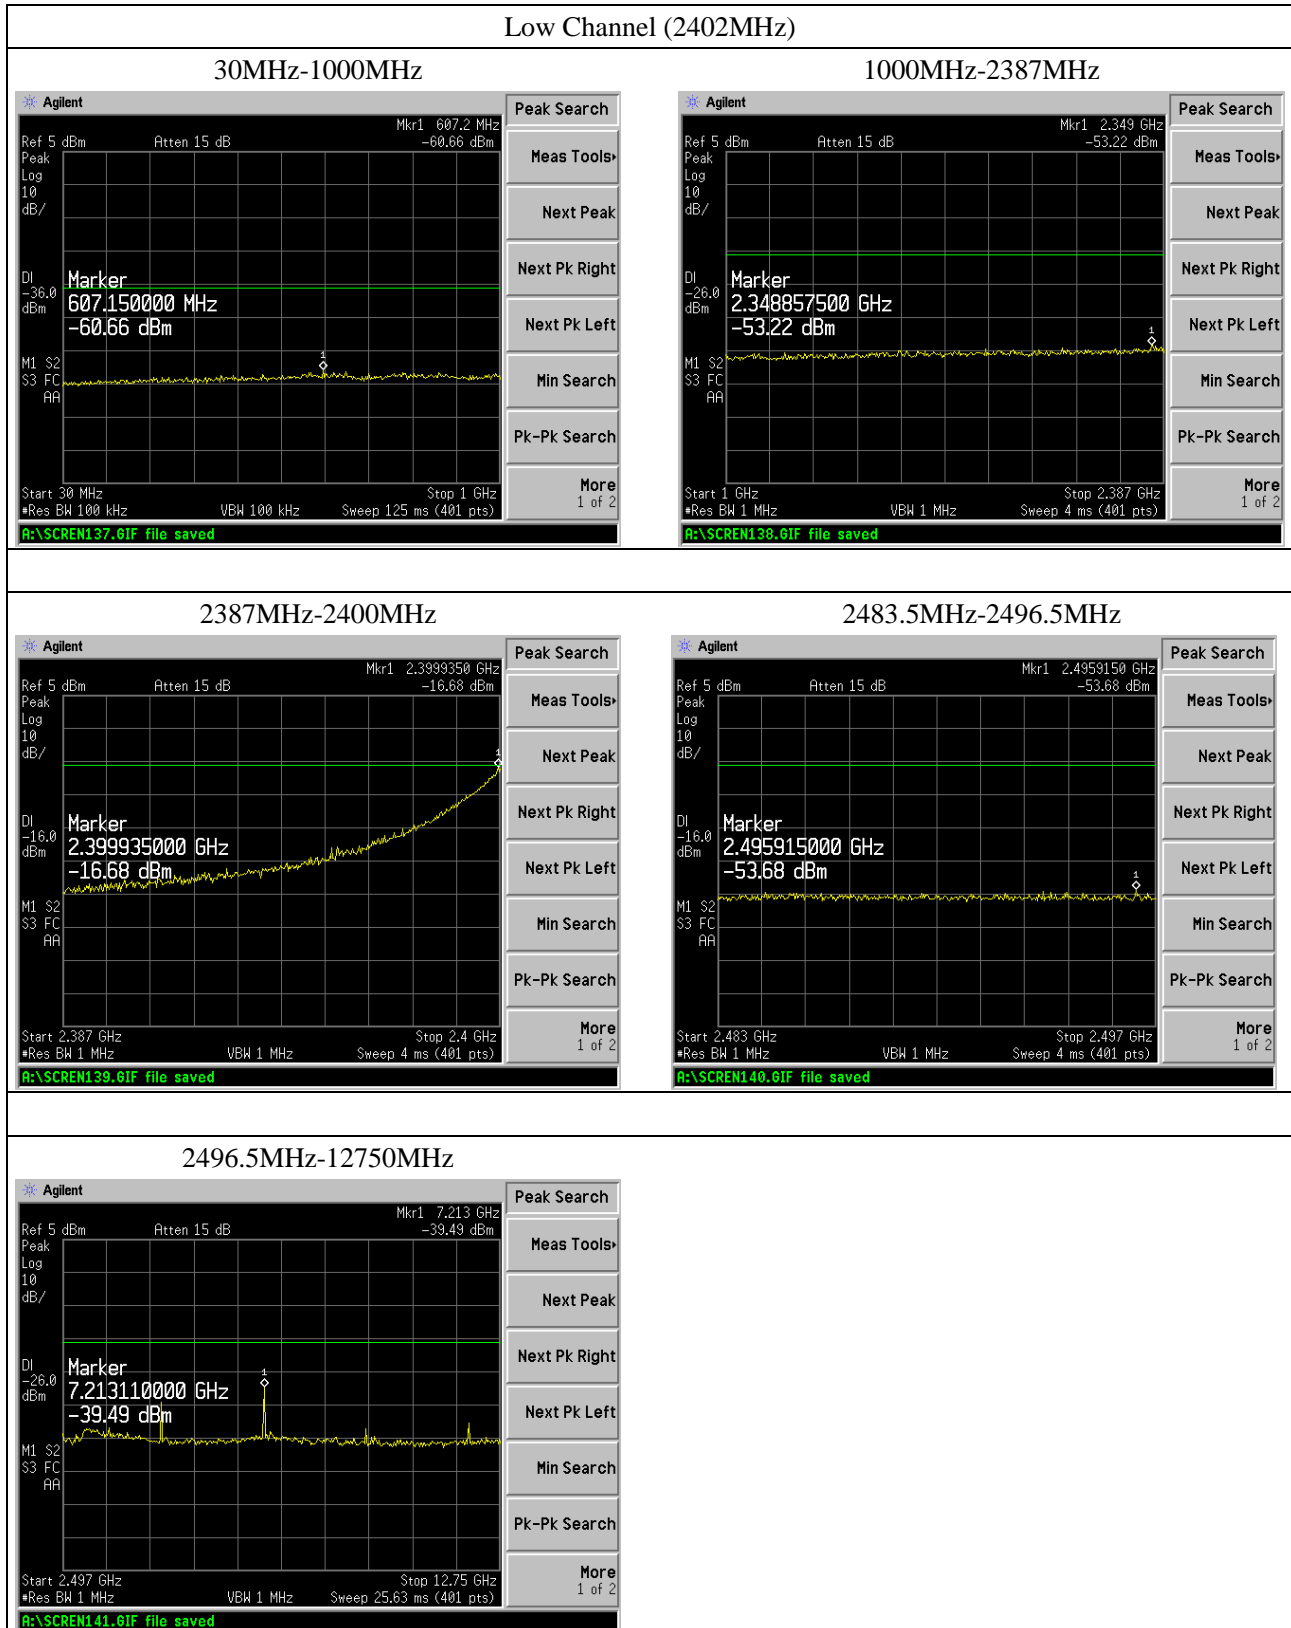 Low Channel (2402MHz)
30MHz-1000MHz
Agilent
Peak Search
Mkr1 607.2 MHz
Ref 5 dBm Atten 15 dB -60.66 dBm
Peak
Log
10
dB/
Meas Tools
Next Peak
Next Pk Right
DI
-36.0
dBm
Marker
607.150000 MHz
-60.66 dBm
Next Pk Left
1
M1 S2
S3 FC
AA
Min Search
Pk-Pk Search
Start 30 MHz Stop 1 GHz
#Res BW 100 kHz VBW 100 kHz Sweep 125 ms (401 pts)
More
1 of 2
A:\SCREN137.GIF file saved
1000MHz-2387MHz
Agilent
Peak Search
Mkr1 2.349 GHz
Ref 5 dBm Atten 15 dB -53.22 dBm
Peak
Log
10
dB/
Meas Tools
Next Peak
Next Pk Right
DI
-26.0
dBm
Marker
2.348857500 GHz
-53.22 dBm
Next Pk Left
1
M1 S2
S3 FC
AA
Min Search
Pk-Pk Search
Start 1 GHz Stop 2.387 GHz
#Res BW 1 MHz VBW 1 MHz Sweep 4 ms (401 pts)
More
1 of 2
A:\SCREN138.GIF file saved
2387MHz-2400MHz
Agilent
Peak Search
Mkr1 2.3999350 GHz
Ref 5 dBm Atten 15 dB -16.68 dBm
Peak
Log
10
dB/
Meas Tools
1
Next Peak
Next Pk Right
DI
-16.0
dBm
Marker
2.399935000 GHz
-16.68 dBm
Next Pk Left
M1 S2
S3 FC
AA
Min Search
Pk-Pk Search
Start 2.387 GHz Stop 2.4 GHz
#Res BW 1 MHz VBW 1 MHz Sweep 4 ms (401 pts)
More
1 of 2
A:\SCREN139.GIF file saved
2483.5MHz-2496.5MHz
Agilent
Peak Search
Mkr1 2.4959150 GHz
Ref 5 dBm Atten 15 dB -53.68 dBm
Peak
Log
10
dB/
Meas Tools
Next Peak
Next Pk Right
DI
-16.0
dBm
Marker
2.495915000 GHz
-53.68 dBm
Next Pk Left
1
M1 S2
S3 FC
AA
Min Search
Pk-Pk Search
Start 2.483 GHz Stop 2.497 GHz
#Res BW 1 MHz VBW 1 MHz Sweep 4 ms (401 pts)
More
1 of 2
A:\SCREN140.GIF file saved
2496.5MHz-12750MHz
Agilent
Peak Search
Mkr1 7.213 GHz
Ref 5 dBm Atten 15 dB -39.49 dBm
Peak
Log
10
dB/
Meas Tools
Next Peak
Next Pk Right
DI
-26.0
dBm
Marker
7.213110000 GHz
-39.49 dBm
1
Next Pk Left
M1 S2
S3 FC
AA
Min Search
Pk-Pk Search
Start 2.497 GHz Stop 12.75 GHz
#Res BW 1 MHz VBW 1 MHz Sweep 25.63 ms (401 pts)
More
1 of 2
A:\SCREN141.GIF file saved